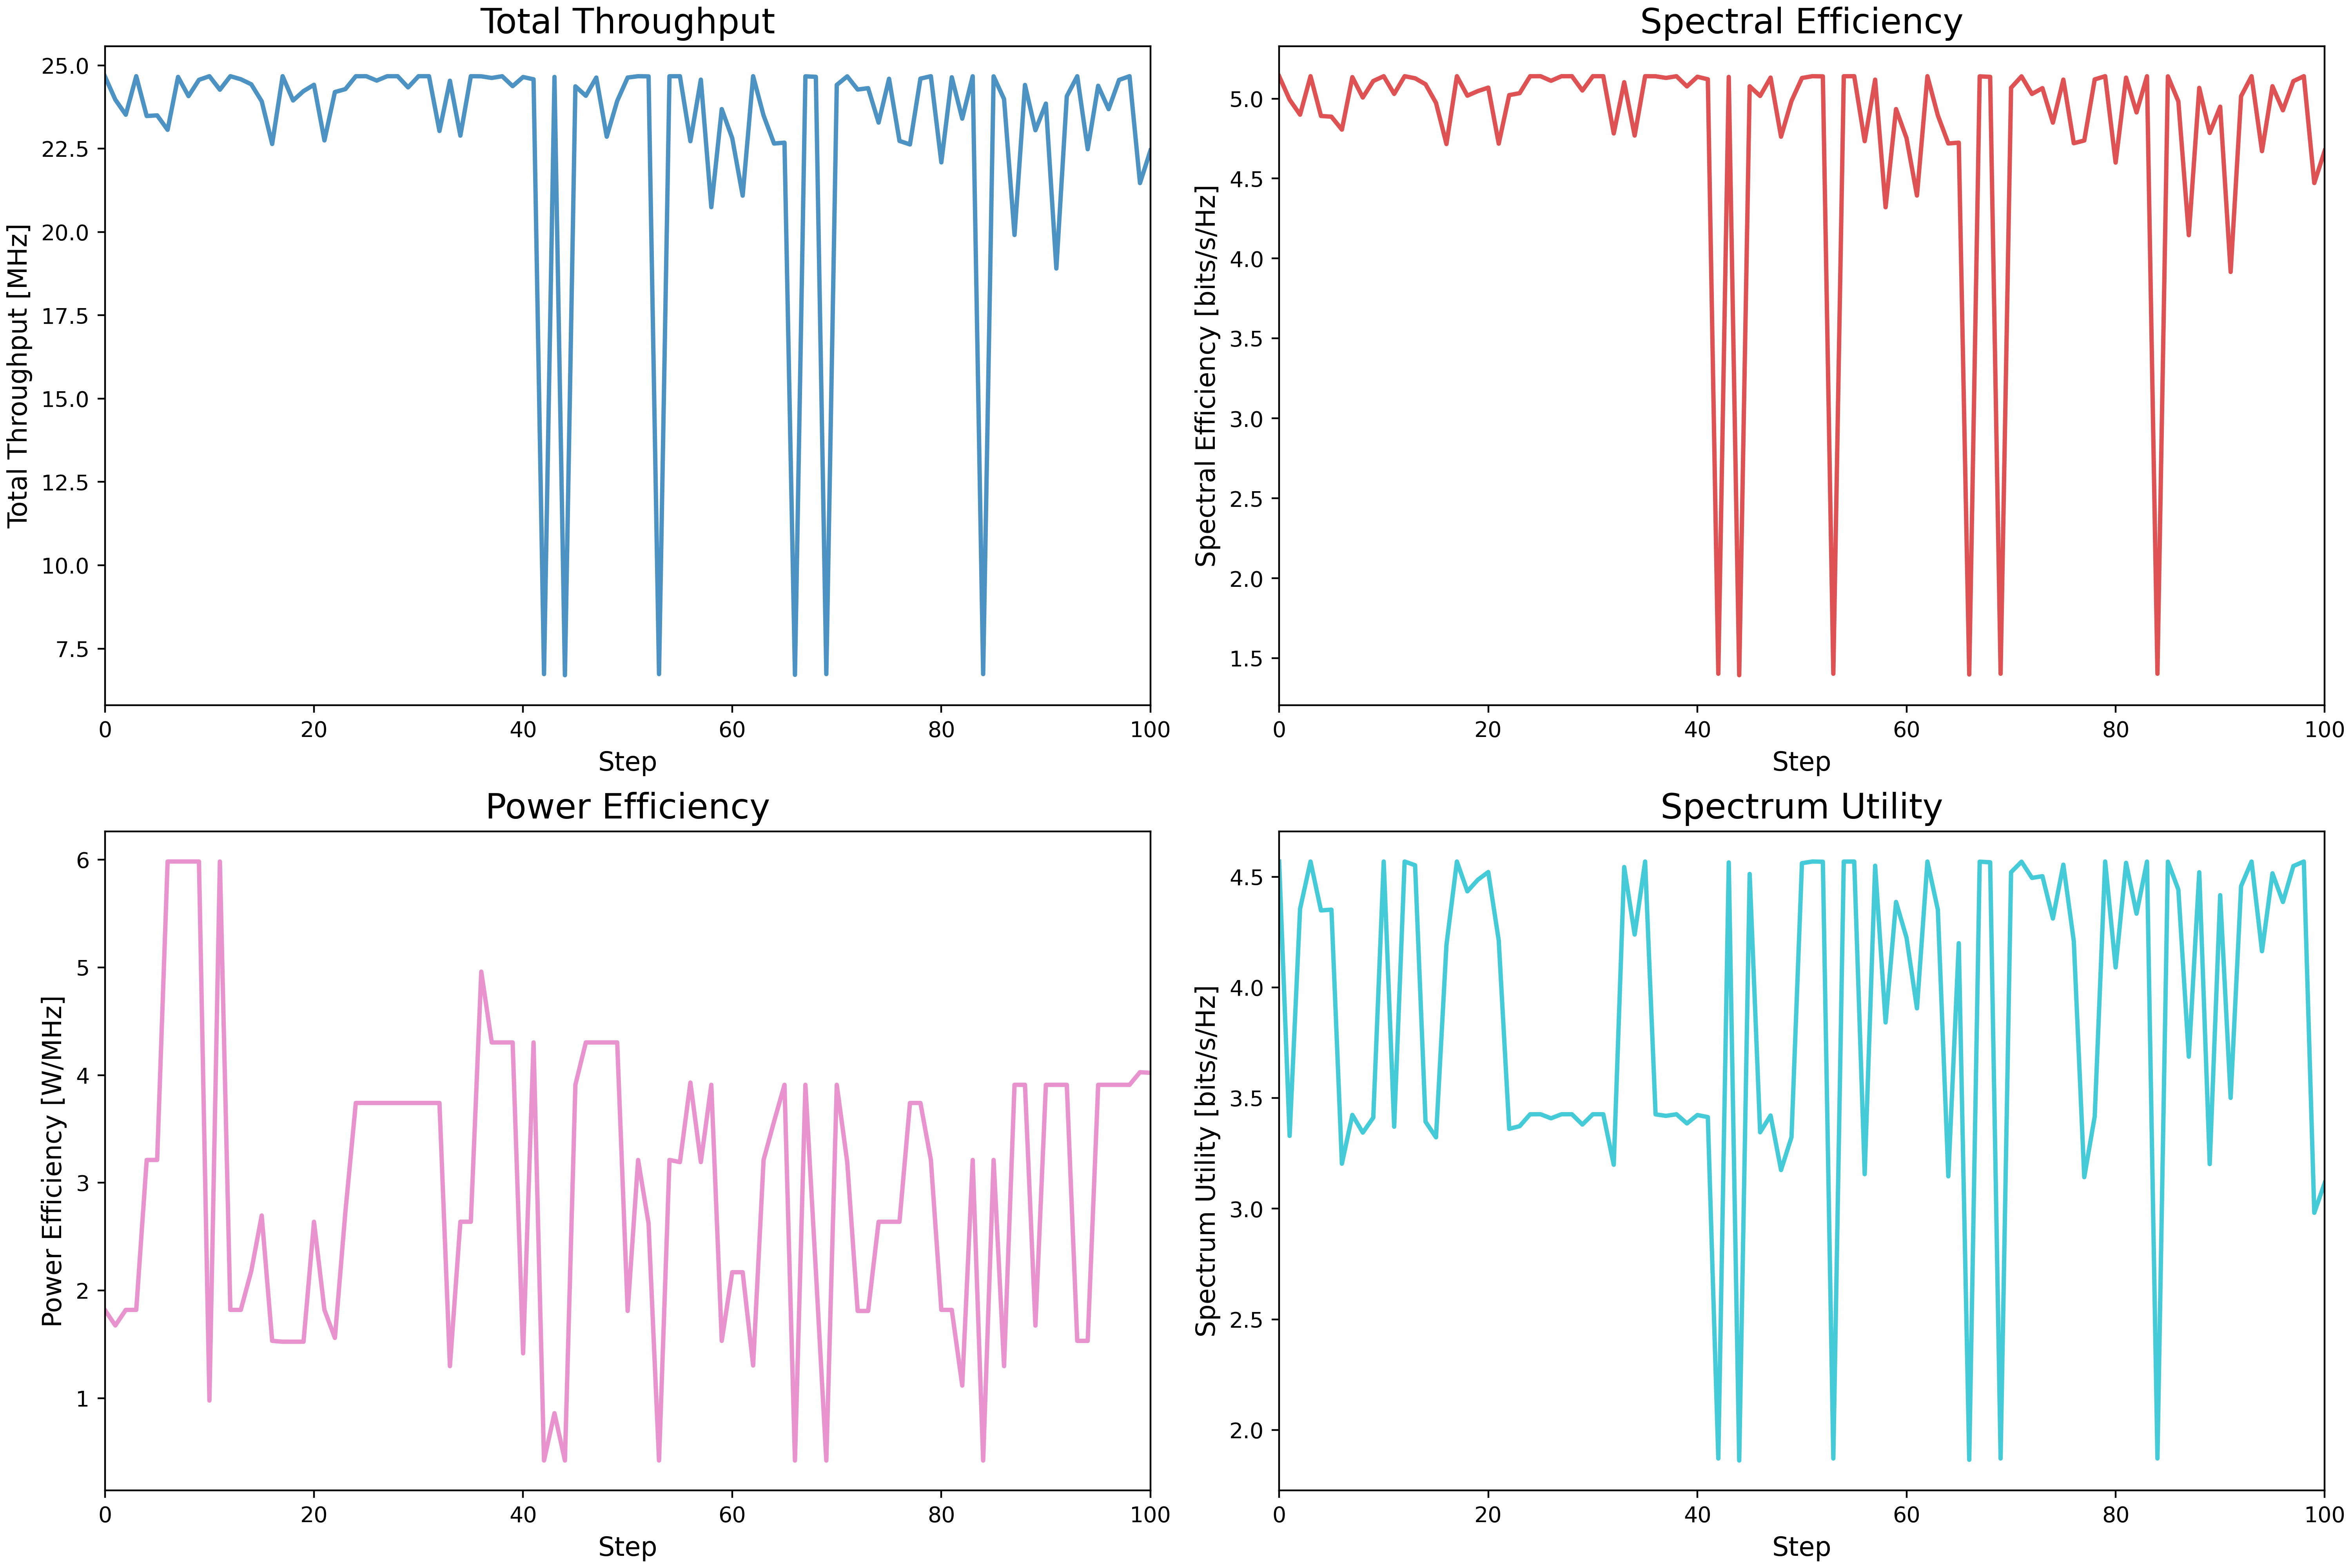 Total Throughput
Total Throughput [MHz]
25.0
22.5
20.0
17.5
15.0
12.5
10.0
7.5
0 20 40 60 80 100
Step
Spectral Efficiency
Spectral Efficiency [bits/s/Hz]
5.0
4.5
4.0
3.5
3.0
2.5
2.0
1.5
0 20 40 60 80 100
Step
Power Efficiency
Power Efficiency [W/MHz]
6
5
4
3
2
1
0 20 40 60 80 100
Step
Spectrum Utility
Spectrum Utility [bits/s/Hz]
4.5
4.0
3.5
3.0
2.5
2.0
0 20 40 60 80 100
Step